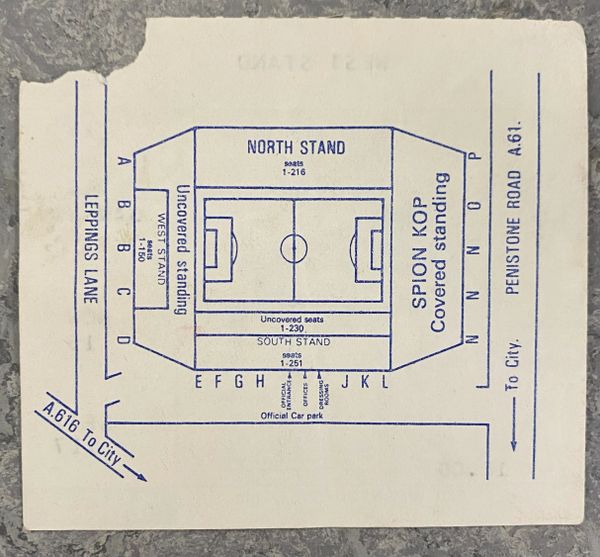 NORTH STAND
seats
1-216
A
B
B
C
D
LEPPINGS LANE
Uncovered standing
WEST STAND
seats
1-150
SPION KOP
Covered standing
P
O
N
N
N
PENISTONE ROAD A.61.
To City.
Uncovered seats
1-230
SOUTH STAND
seats
1-251
E F G H J K L
OFFICIAL
ENTRANCE
OFFICES
DRESSING
ROOMS
Official Car park
A.616 To City